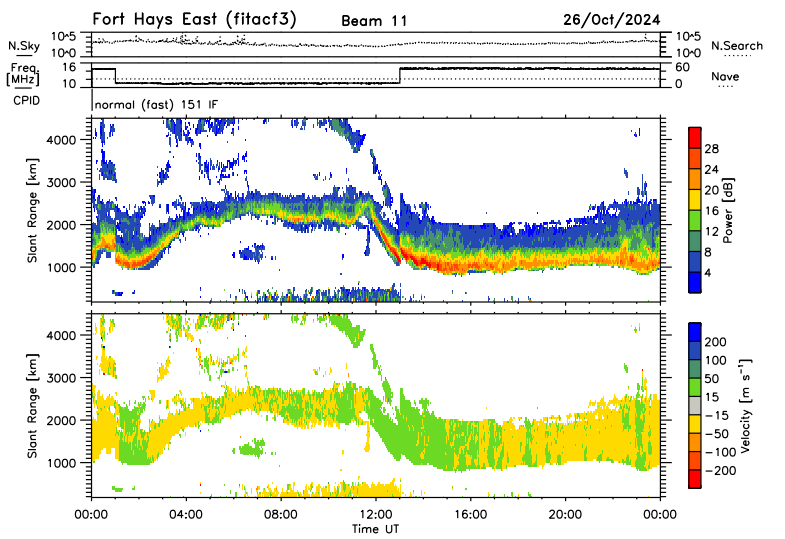 Fort Hays East (fitacf3) Beam 11 26/Oct/2024
N.Sky 10^5 10^0 10^5 10^0 N.Search
Freq. [MHz] 16 10 60 0 Nave
CPID normal (fast) 151 IF
Slant Range [km] 4000 3000 2000 1000
Power [dB] 28 24 20 16 12 8 4
Slant Range [km] 4000 3000 2000 1000
Velocity [m s^-1] 200 100 50 15 -15 -50 -100 -200
00:00 04:00 08:00 12:00 16:00 20:00 00:00
Time UT